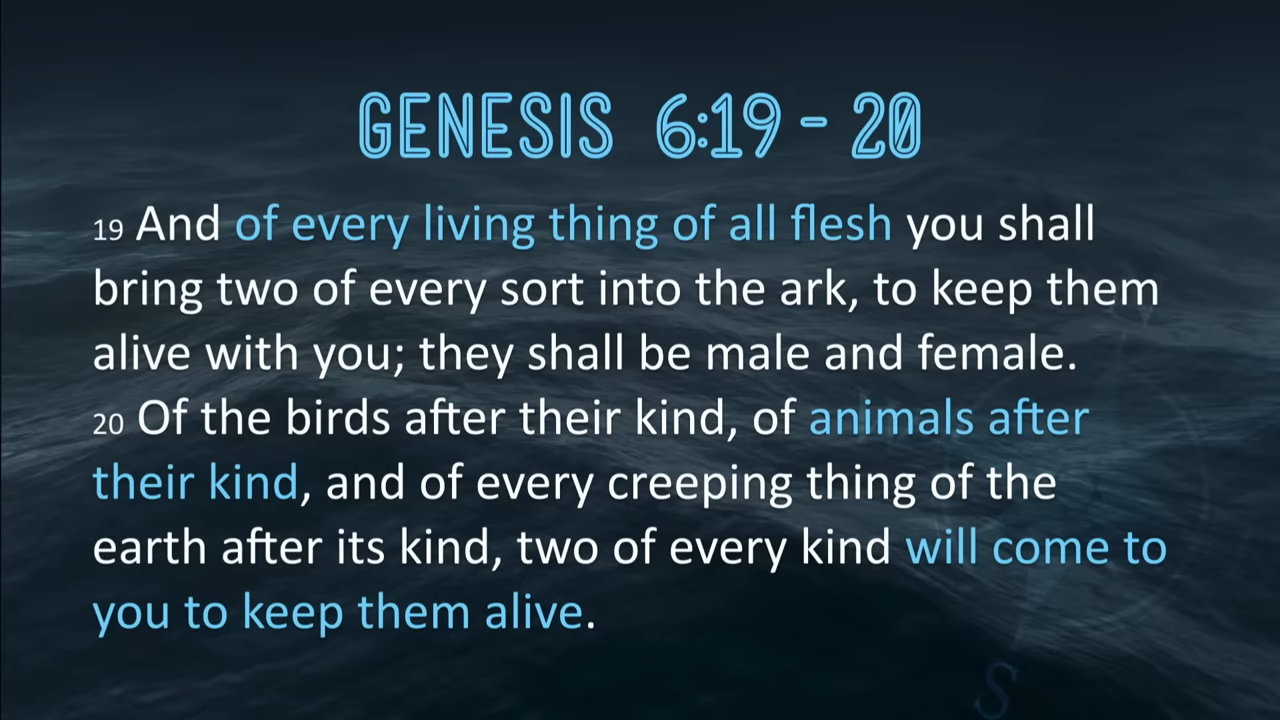 GENESIS 6:19 - 20
19 And of every living thing of all flesh you shall
bring two of every sort into the ark, to keep them
alive with you; they shall be male and female.
20 Of the birds after their kind, of animals after
their kind, and of every creeping thing of the
earth after its kind, two of every kind will come to
you to keep them alive.
S